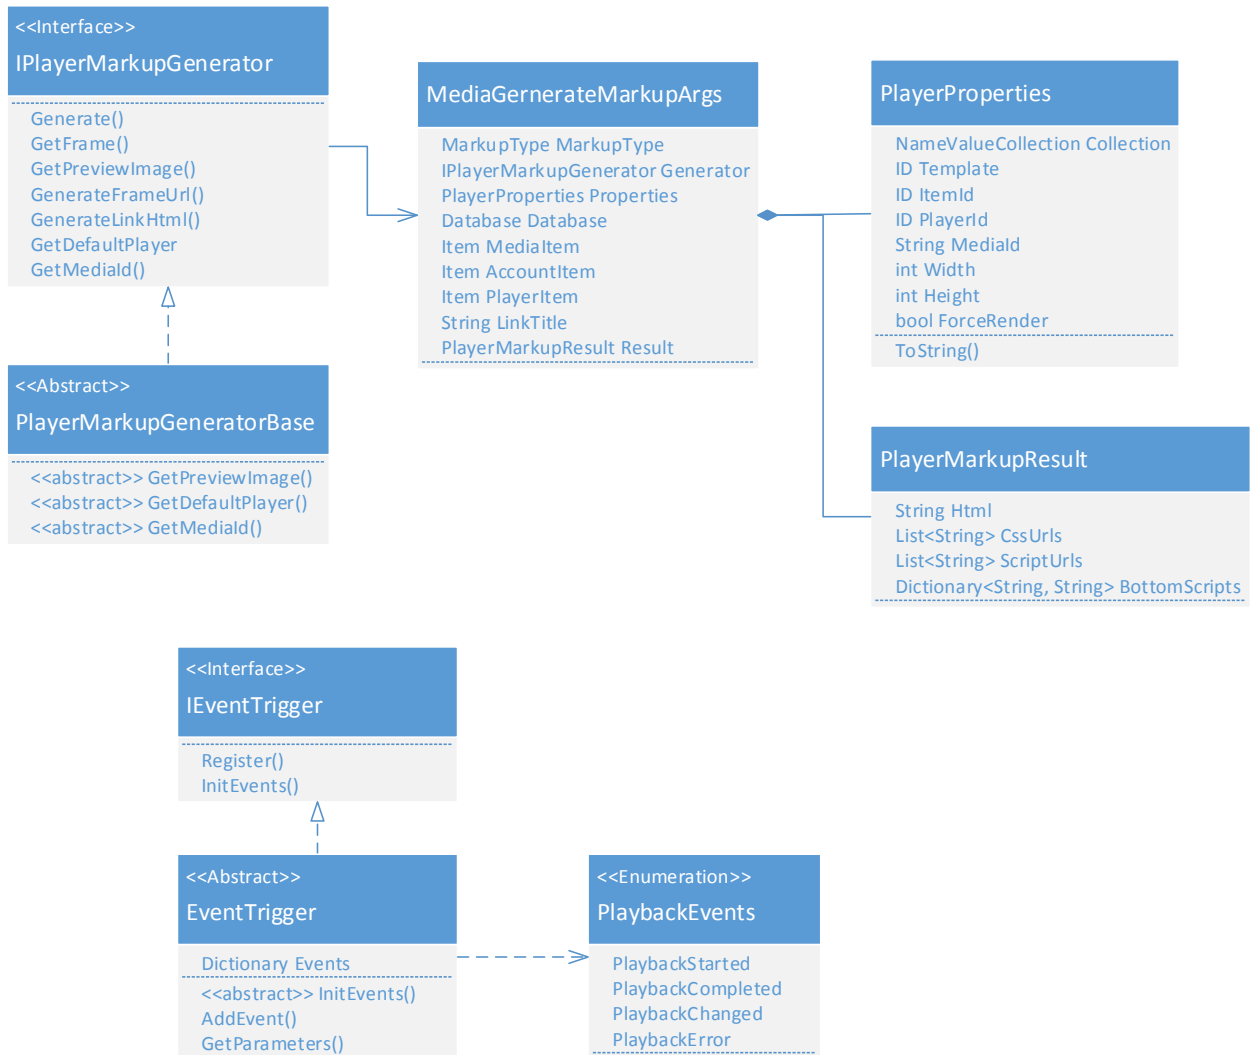 <<Interface>>
IPlayerMarkupGenerator
Generate()
GetFrame()
GetPreviewImage()
GenerateFrameUrl()
GenerateLinkHtml()
GetDefaultPlayer
GetMediaId()
<<Abstract>>
PlayerMarkupGeneratorBase
<<abstract>> GetPreviewImage()
<<abstract>> GetDefaultPlayer()
<<abstract>> GetMediaId()
MediaGernerateMarkupArgs
MarkupType MarkupType
IPlayerMarkupGenerator Generator
PlayerProperties Properties
Database Database
Item MediaItem
Item AccountItem
Item PlayerItem
String LinkTitle
PlayerMarkupResult Result
PlayerProperties
NameValueCollection Collection
ID Template
ID ItemId
ID PlayerId
String MediaId
int Width
int Height
bool ForceRender
ToString()
PlayerMarkupResult
String Html
List<String> CssUrls
List<String> ScriptUrls
Dictionary<String, String> BottomScripts
<<Interface>>
IEventTrigger
Register()
InitEvents()
<<Abstract>>
EventTrigger
Dictionary Events
<<abstract>> InitEvents()
AddEvent()
GetParameters()
<<Enumeration>>
PlaybackEvents
PlaybackStarted
PlaybackCompleted
PlaybackChanged
PlaybackError